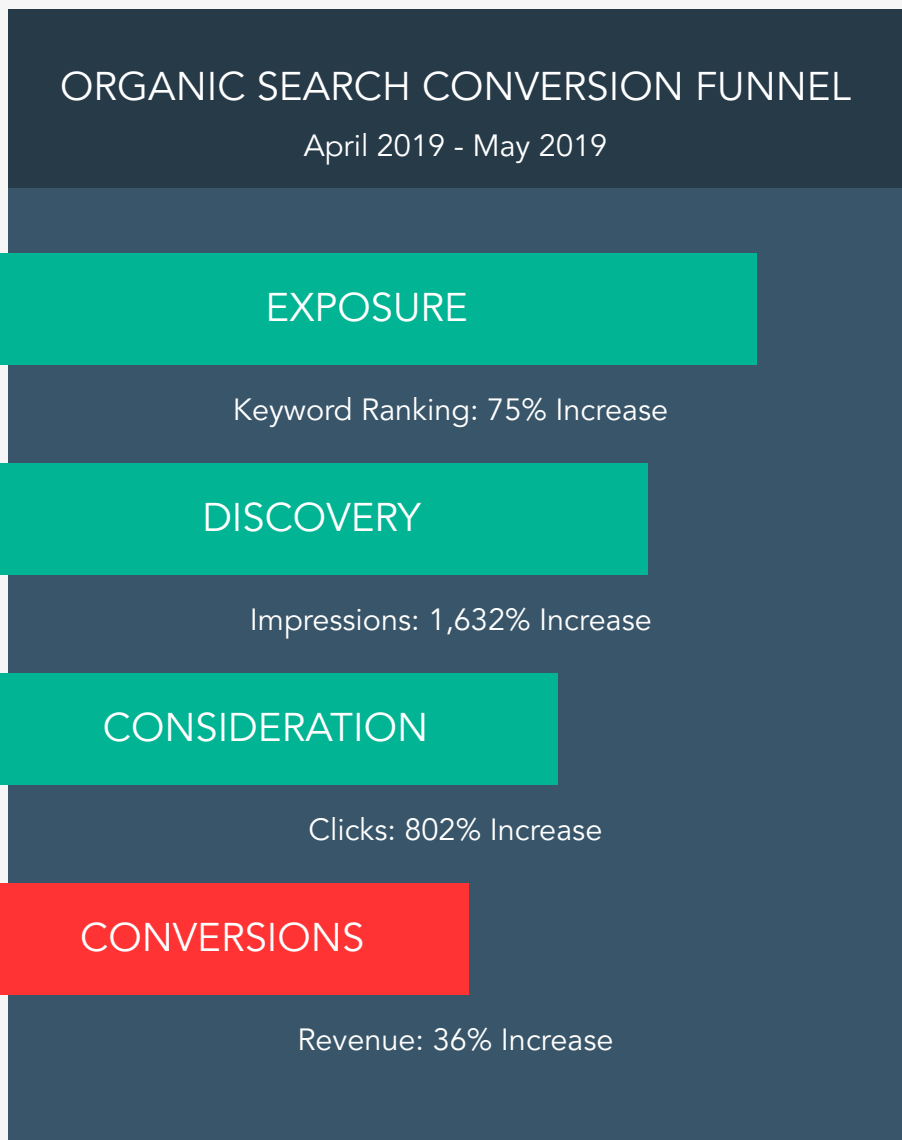 ORGANIC SEARCH CONVERSION FUNNEL
April 2019 - May 2019
EXPOSURE
Keyword Ranking: 75% Increase
DISCOVERY
Impressions: 1,632% Increase
CONSIDERATION
Clicks: 802% Increase
CONVERSIONS
Revenue: 36% Increase